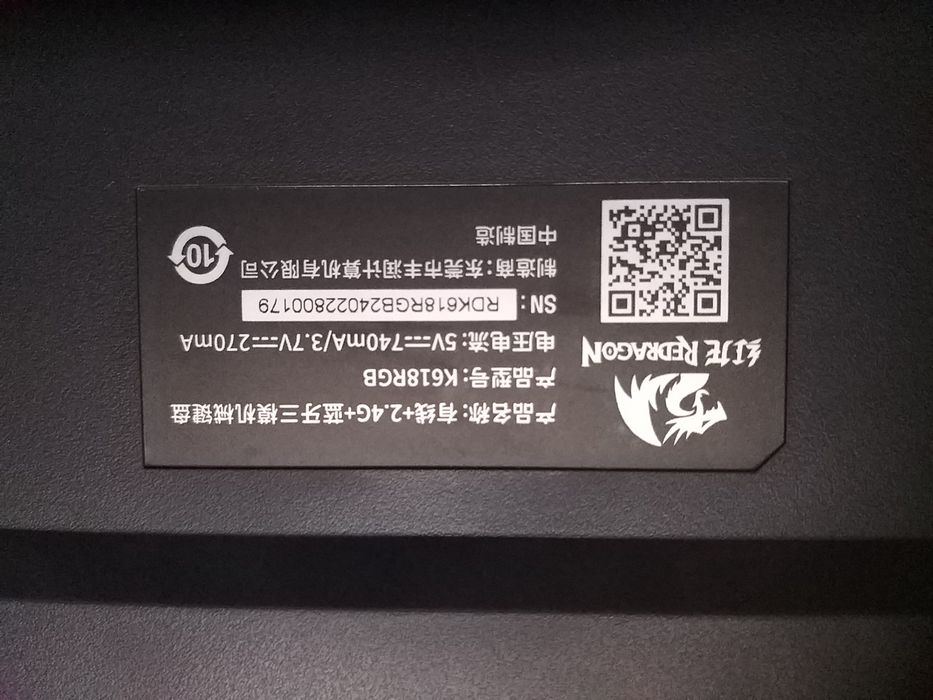 红龙 REDRAGON
产品名称：有线+2.4G+蓝牙三模机械键盘
产品型号：K618RGB
电压电流：5V⎓740mA/3.7V⎓270mA
SN：RDK618RGB24022800179
制造商：东莞市丰润计算机有限公司
中国制造
10